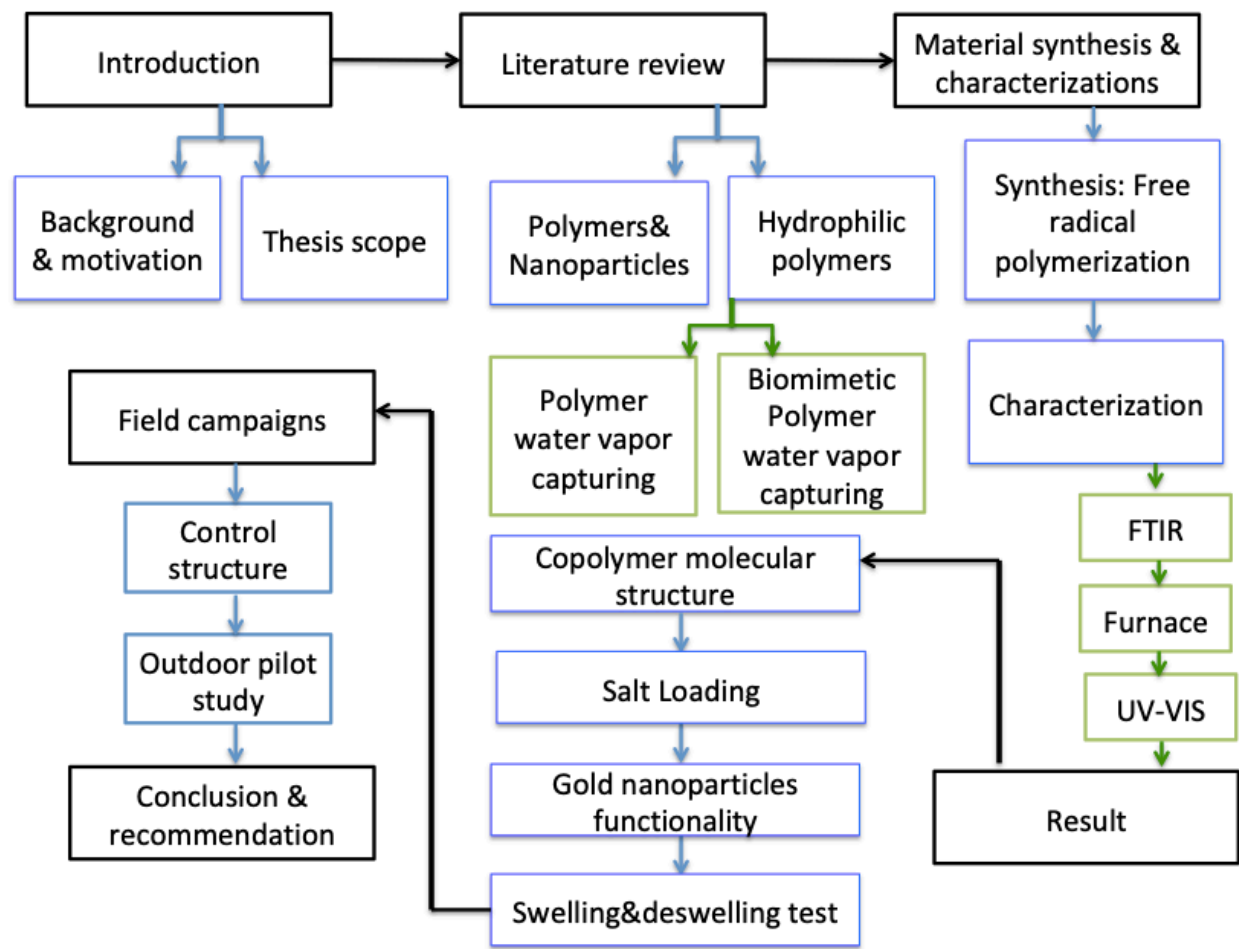 Introduction
Literature review
Material synthesis &
characterizations
Background
& motivation
Thesis scope
Polymers&
Nanoparticles
Hydrophilic
polymers
Synthesis: Free
radical
polymerization
Polymer
water vapor
capturing
Biomimetic
Polymer
water vapor
capturing
Characterization
FTIR
Furnace
UV-VIS
Result
Copolymer molecular
structure
Salt Loading
Gold nanoparticles
functionality
Swelling&deswelling test
Field campaigns
Control
structure
Outdoor pilot
study
Conclusion &
recommendation